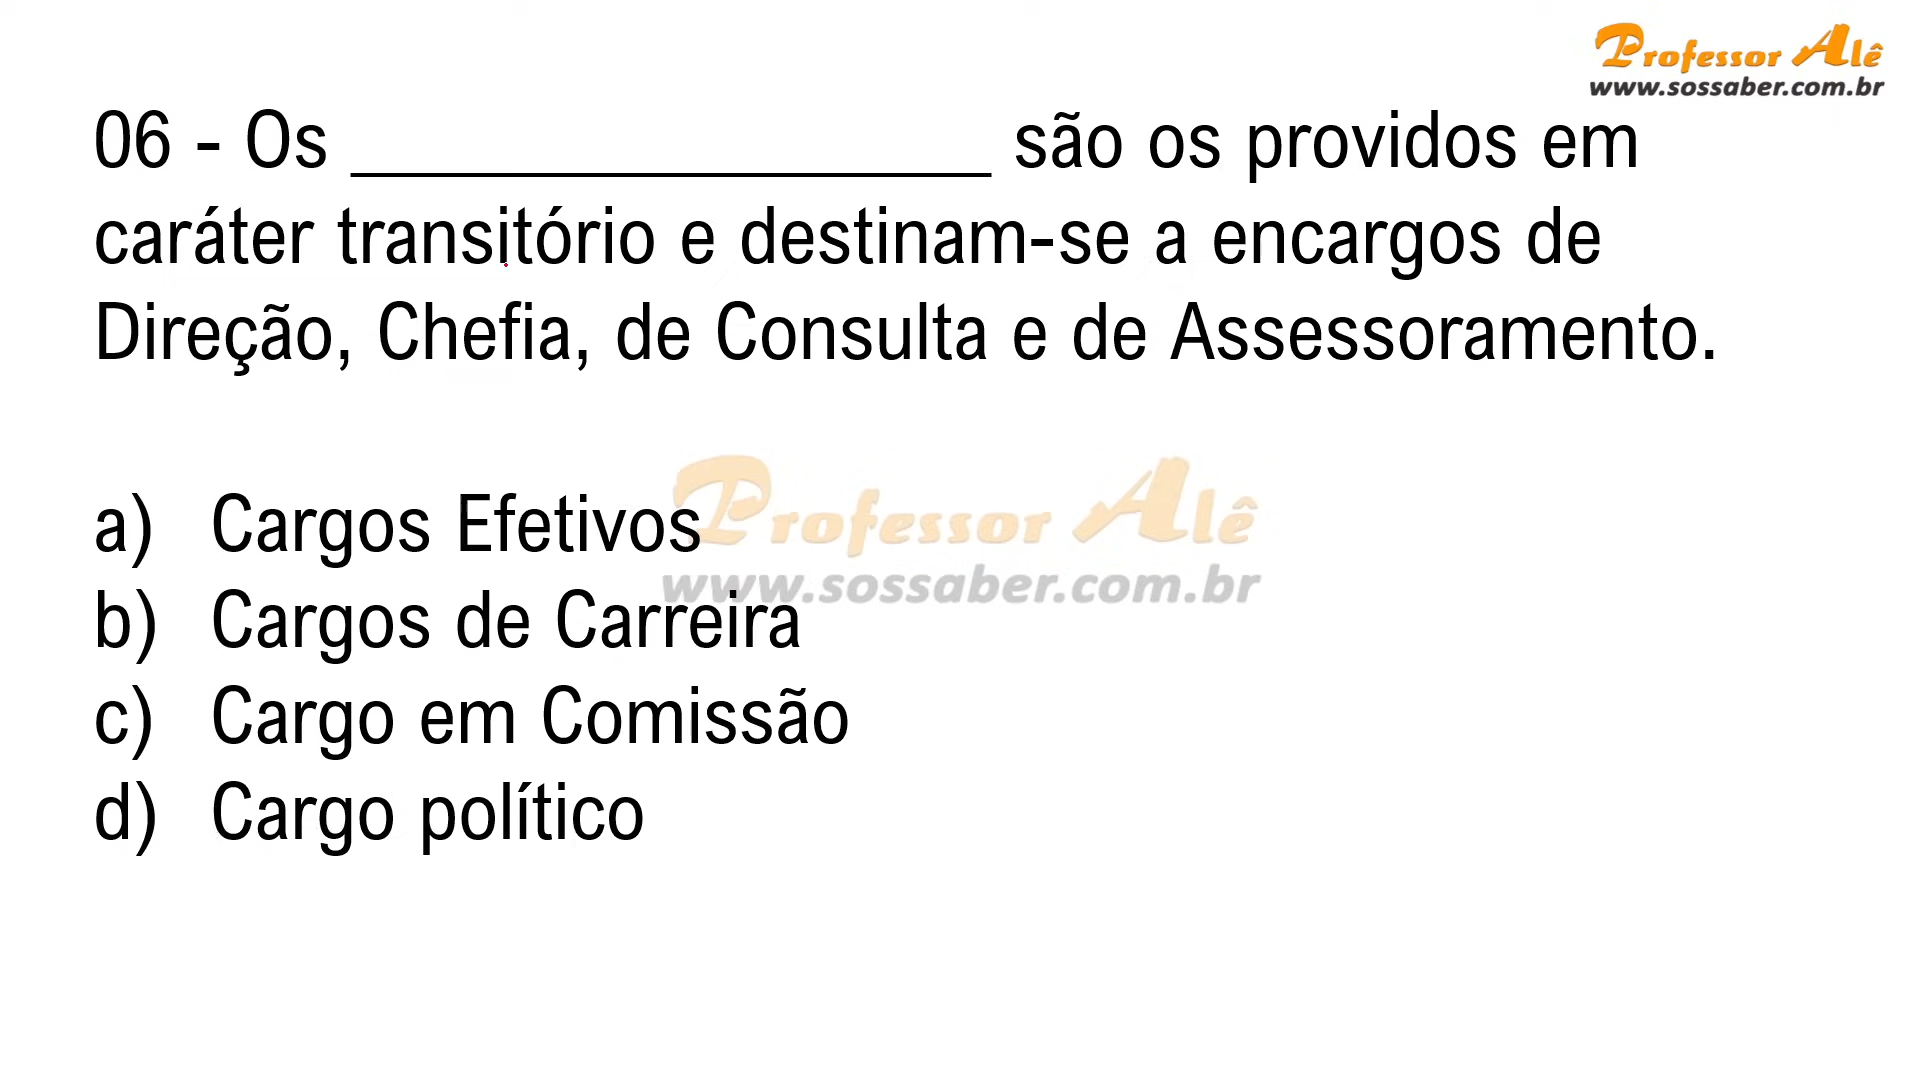 Professor Alê
www.sossaber.com.br
06 - Os __________________ são os providos em
caráter transitório e destinam-se a encargos de
Direção, Chefia, de Consulta e de Assessoramento.
Professor Alê
www.sossaber.com.br
a) Cargos Efetivos
b) Cargos de Carreira
c) Cargo em Comissão
d) Cargo político